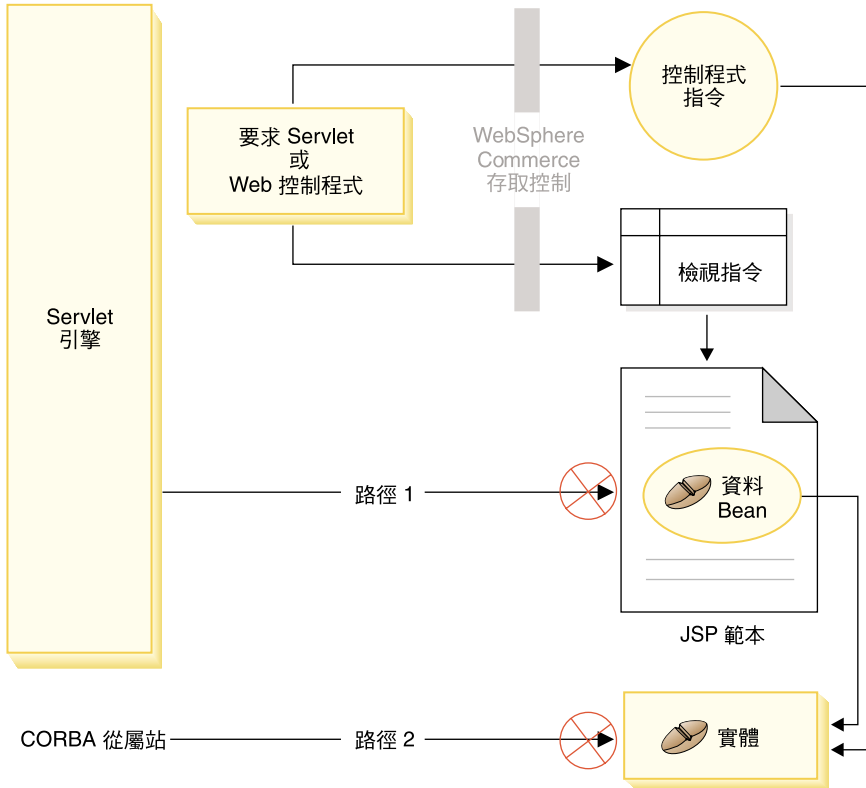 控制程式
指令
要求 Servlet
或
Web 控制程式
WebSphere
Commerce
存取控制
檢視指令
Servlet
引擎
路徑 1
資料
Bean
JSP 範本
CORBA 從屬站
路徑 2
實體